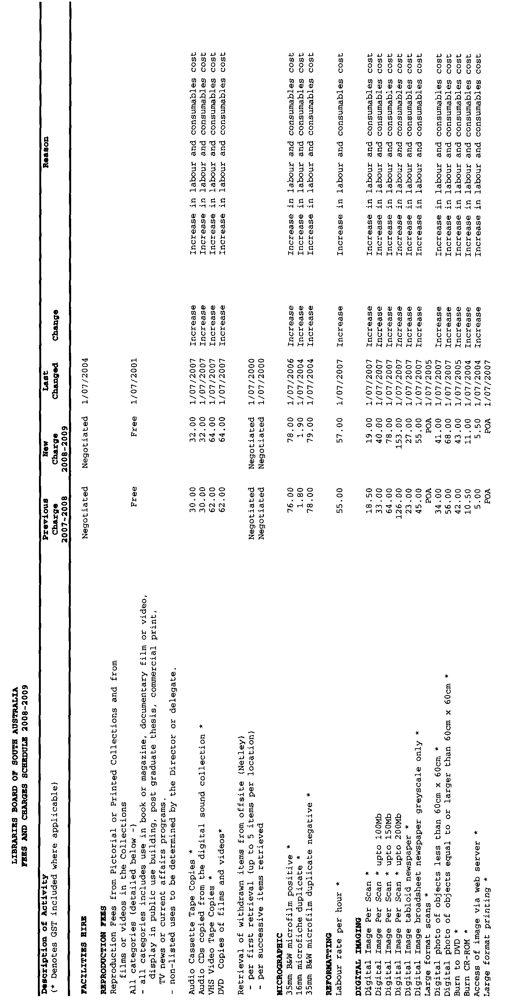 LIBRARIES BOARD OF SOUTH AUSTRALIA
FEES AND CHARGES SCHEDULE 2008-2009
Description of Activity Previous New Last Reason
(* Denotes GST included where applicable) Charge Charge Changed Change
2007-2008 2008-2009
FACILITIES HIRE Negotiated Negotiated 1/07/2004
REPRODUCTION FEES
Reproduction Fees from Pictorial or Printed Collections and from
films or videos in the Collections
All categories (detailed below -) Free Free 1/07/2001
- all categories includes use in book or magazine, documentary film or video,
display in public use building, post graduate thesis, commercial print,
TV news or current affairs programs.
- non-listed uses to be determined by the Director or delegate.
Audio Cassette Tape Copies * 30.00 32.00 1/07/2007 Increase Increase in labour and consumables cost
Audio CDs copied from the digital sound collection * 30.00 32.00 1/07/2007 Increase Increase in labour and consumables cost
VHS Video Tape Copies * 62.00 64.00 1/07/2007 Increase Increase in labour and consumables cost
DVD Copies of films and videos* 62.00 64.00 1/07/2007 Increase Increase in labour and consumables cost
Retrieval of withdrawn items from offsite (Netley)
- per first retrieval (up to 5 items per location) Negotiated Negotiated 1/07/2000
- per successive items retrieved Negotiated Negotiated 1/07/2000
MICROGRAPHIC
35mm B&W microfilm positive * 76.00 78.00 1/07/2006 Increase Increase in labour and consumables cost
16mm microfiche duplicate * 1.80 1.90 1/07/2004 Increase Increase in labour and consumables cost
35mm B&W microfilm duplicate negative * 78.00 79.00 1/07/2004 Increase Increase in labour and consumables cost
REFORMATTING
Labour rate per hour * 55.00 57.00 1/07/2007 Increase Increase in labour and consumables cost
DIGITAL IMAGING
Digital Image Per Scan * 18.50 19.00 1/07/2007 Increase Increase in labour and consumables cost
Digital Image Per Scan * upto 100Mb 33.00 40.00 1/07/2007 Increase Increase in labour and consumables cost
Digital Image Per Scan * upto 150Mb 64.00 78.00 1/07/2007 Increase Increase in labour and consumables cost
Digital Image Per Scan * upto 200Mb 126.00 153.00 1/07/2007 Increase Increase in labour and consumables cost
Digital Image tabloid newspaper * 23.00 27.00 1/07/2007 Increase Increase in labour and consumables cost
Digital Image broadsheet newspaper greyscale only * 45.00 55.00 1/07/2007 Increase Increase in labour and consumables cost
Large format scans * POA POA 1/07/2005
Digital photo of objects less than 60cm x 60cm * 34.00 41.00 1/07/2007 Increase Increase in labour and consumables cost
Digital photo of objects equal to or larger than 60cm x 60cm * 56.00 68.00 1/07/2007 Increase Increase in labour and consumables cost
Burn to DVD * 42.00 43.00 1/07/2005 Increase Increase in labour and consumables cost
Burn CR-ROM * 10.50 11.00 1/07/2004 Increase Increase in labour and consumables cost
Access of image via web server * 5.00 5.50 1/07/2004 Increase Increase in labour and consumables cost
Large format printing * POA POA 1/07/2007